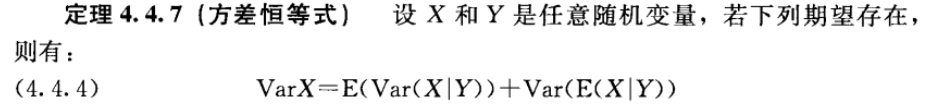 定理 4.4.7 (方差恒等式) 设 X 和 Y 是任意随机变量，若下列期望存在，
则有：
(4.4.4) VarX=E(Var(X|Y))+Var(E(X|Y))